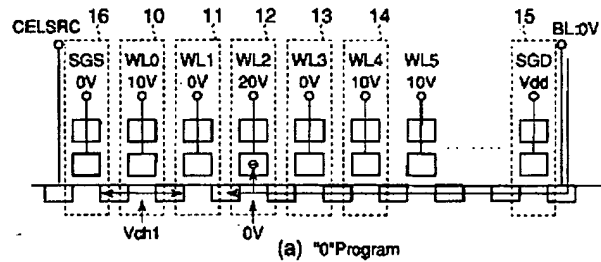 16 10 11 12 13 14 15
CELSRC BL:0V
SGS WL0 WL1 WL2 WL3 WL4 WL5 SGD
0V 10V 0V 20V 0V 10V 10V Vdd
Vch1 0V
(a) "0"Program